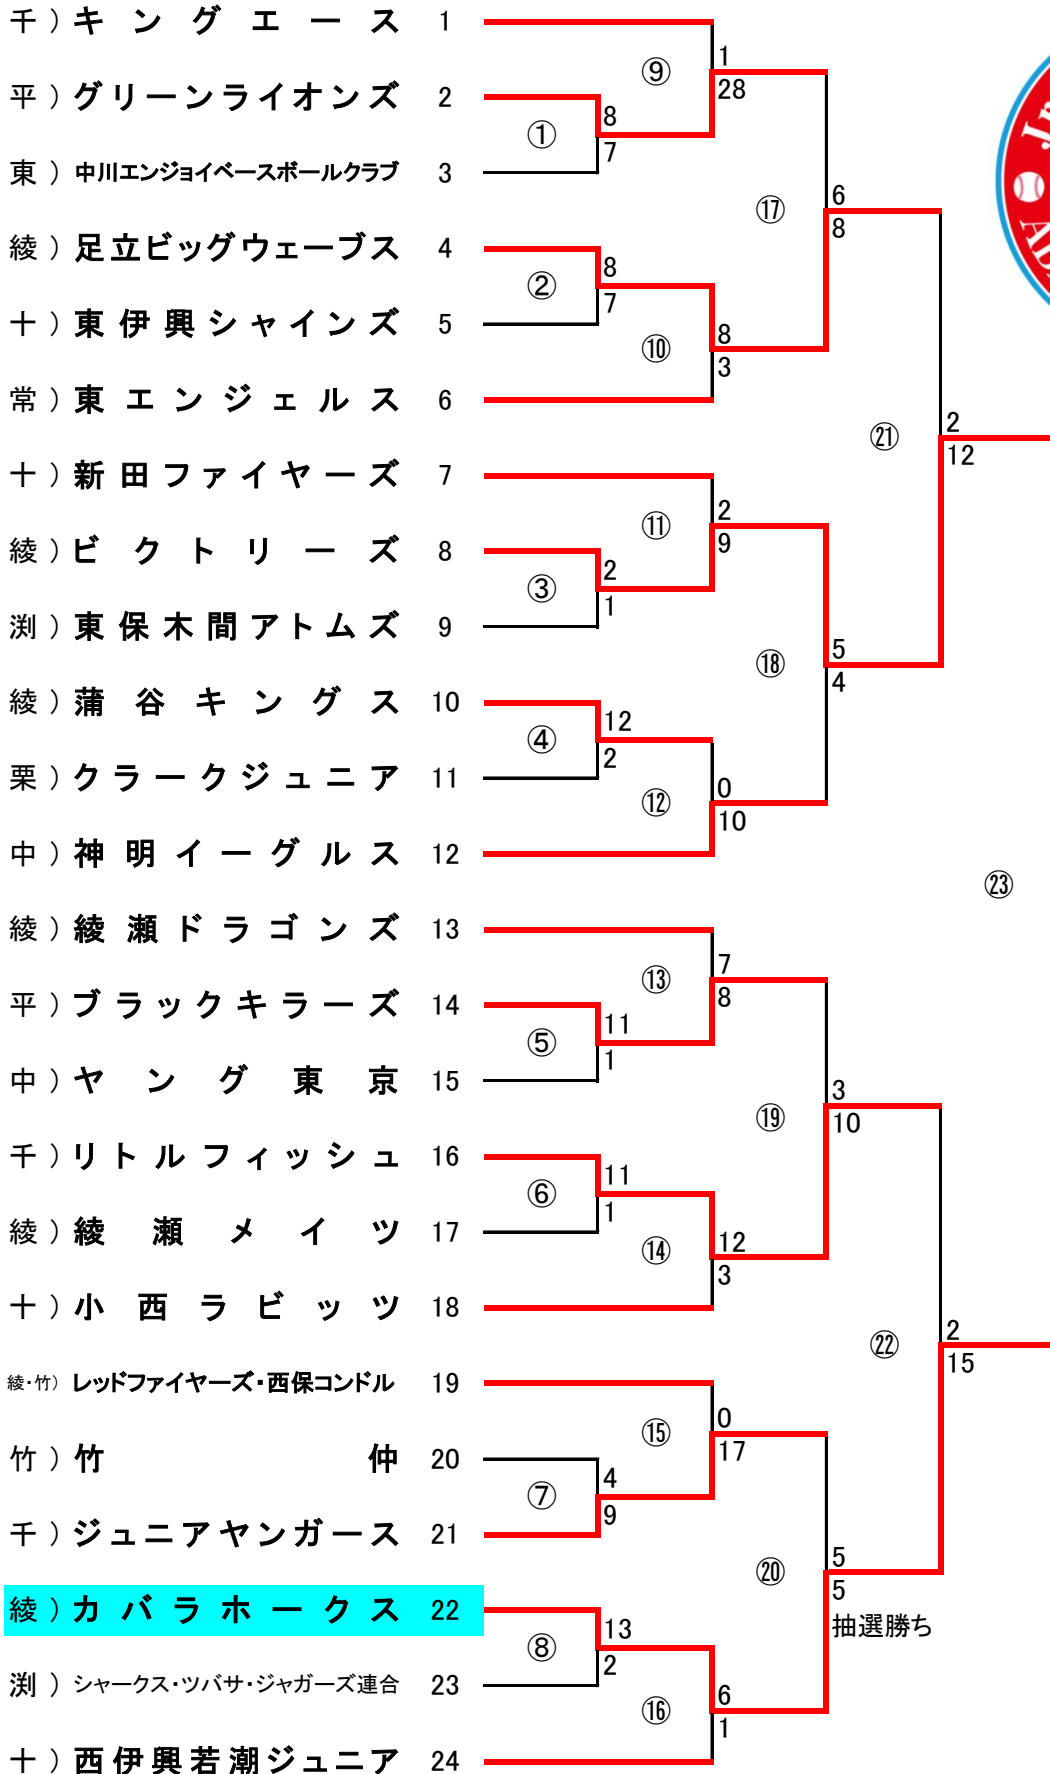 千）キングエース 1
平）グリーンライオンズ 2
東）中川エンジョイベースボールクラブ 3
綾）足立ビッグウェーブス 4
十）東伊興シャインズ 5
常）東エンジェルス 6
十）新田ファイヤーズ 7
綾）ビクトリーズ 8
渕）東保木間アトムズ 9
綾）蒲谷キングス 10
栗）クラークジュニア 11
中）神明イーグルス 12
綾）綾瀬ドラゴンズ 13
平）ブラックキラーズ 14
中）ヤング東京 15
千）リトルフィッシュ 16
綾）綾瀬メイツ 17
十）小西ラビッツ 18
綾・竹）レッドファイヤーズ・西保コンドル 19
竹）竹仲 20
千）ジュニアヤンガース 21
綾）カバラホークス 22
渕）シャークス・ツバサ・ジャガーズ連合 23
十）西伊興若潮ジュニア 24
①
8
7
②
8
7
③
2
1
④
12
2
⑤
11
1
⑥
11
1
⑦
4
9
⑧
13
2
⑨
1
28
⑩
8
3
⑪
2
9
⑫
0
10
⑬
7
8
⑭
12
3
⑮
0
17
⑯
6
1
⑰
6
8
⑱
5
4
⑲
3
10
⑳
5
5
抽選勝ち
㉑
2
12
㉒
2
15
㉓